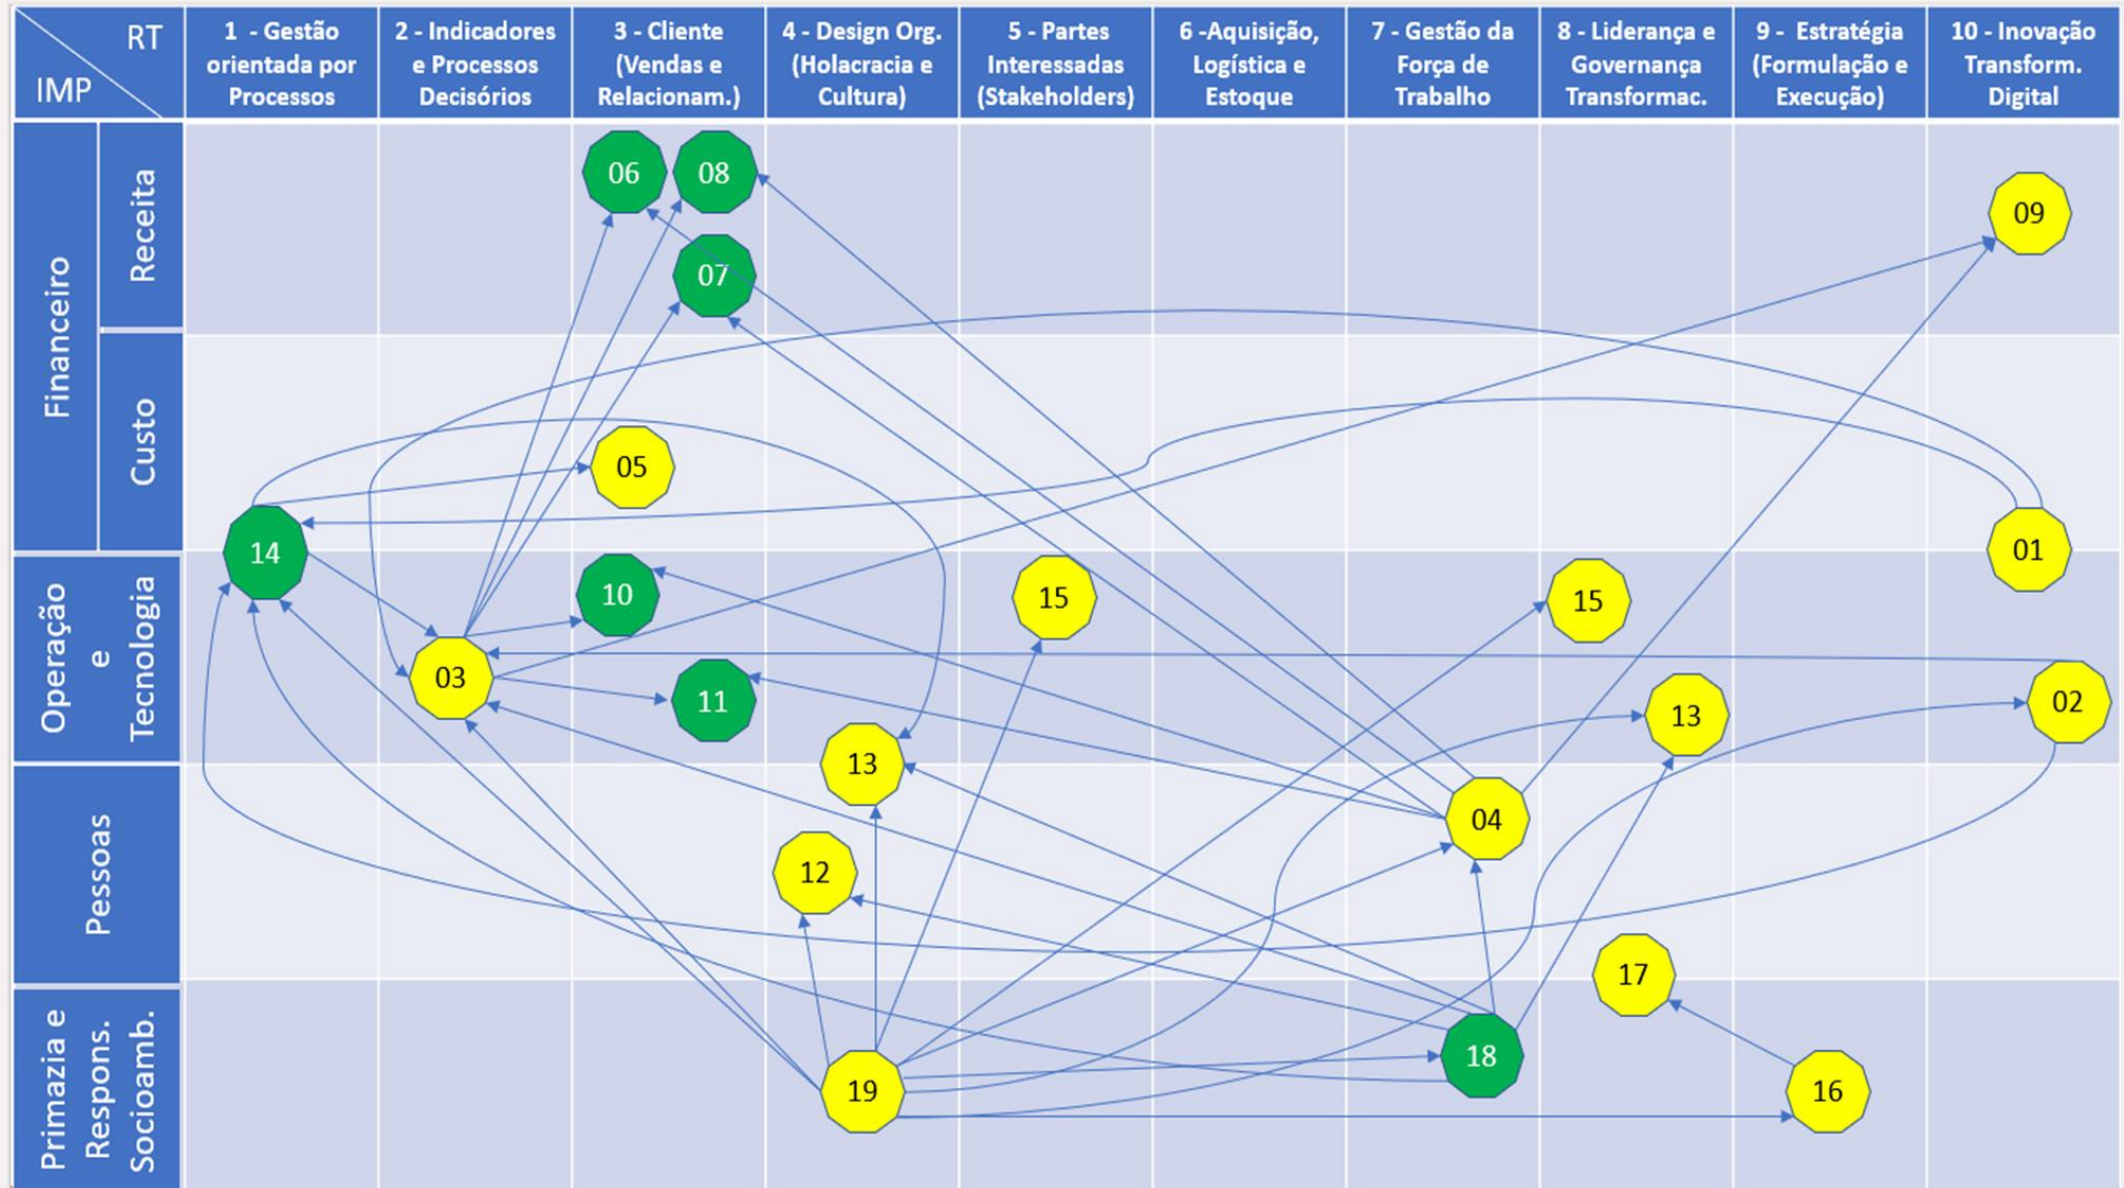 RT
IMP
1 - Gestão
orientada por
Processos
2 - Indicadores
e Processos
Decisórios
3 - Cliente
(Vendas e
Relacionam.)
4 - Design Org.
(Holacracia e
Cultura)
5 - Partes
Interessadas
(Stakeholders)
6 -Aquisição,
Logística e
Estoque
7 - Gestão da
Força de
Trabalho
8 - Liderança e
Governança
Transformac.
9 - Estratégia
(Formulação e
Execução)
10 - Inovação
Transform.
Digital
Financeiro
Receita
06
08
07
09
Custo
05
14
01
Operação
e
Tecnologia
10
15
15
03
11
13
02
13
Pessoas
04
12
17
Primazia e
Respons.
Socioamb.
18
19
16